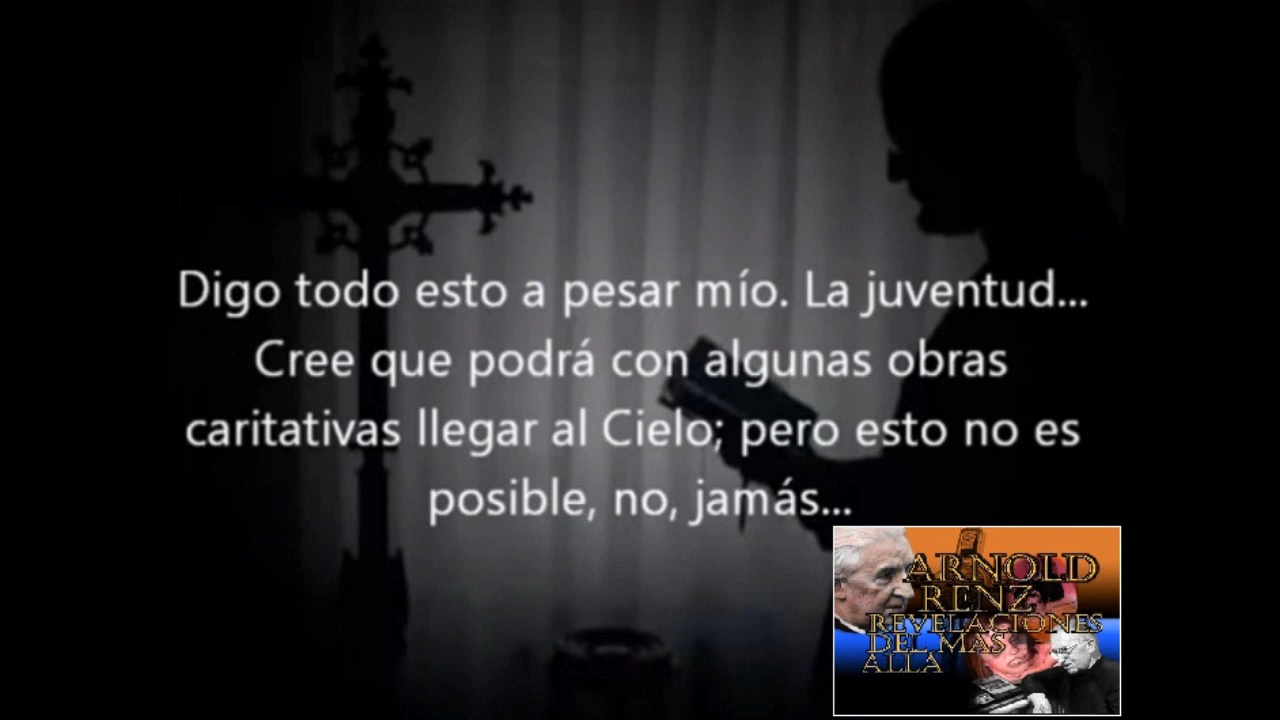 Digo todo esto a pesar mío. La juventud...
Cree que podrá con algunas obras
caritativas llegar al Cielo; pero esto no es
posible, no, jamás...
ARNOLD
RENZ
REVELACIONES
DEL MAS
ALLA